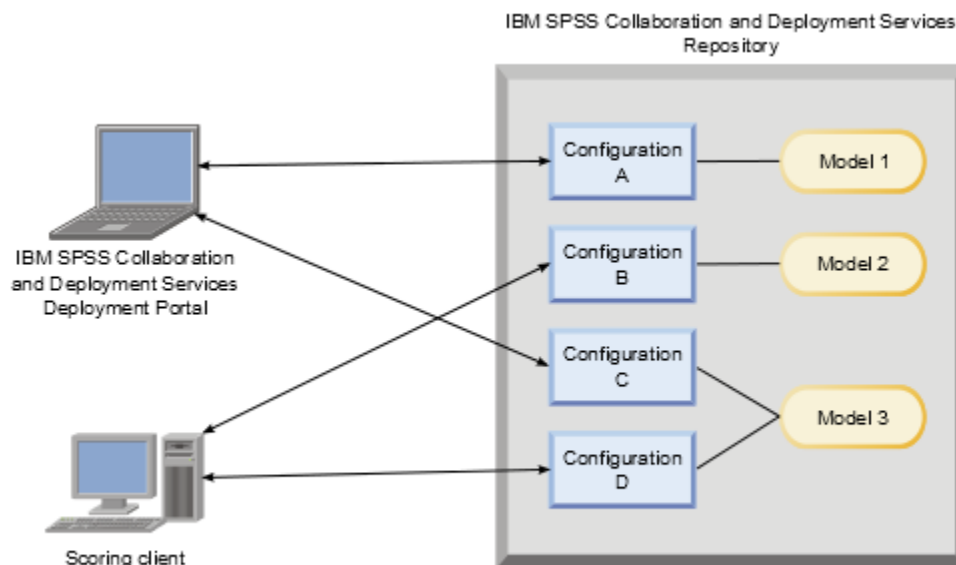 IBM SPSS Collaboration and Deployment Services
Repository
Configuration
A
Model 1
Configuration
B
Model 2
IBM SPSS Collaboration
and Deployment Services
Deployment Portal
Configuration
C
Model 3
Configuration
D
Scoring client